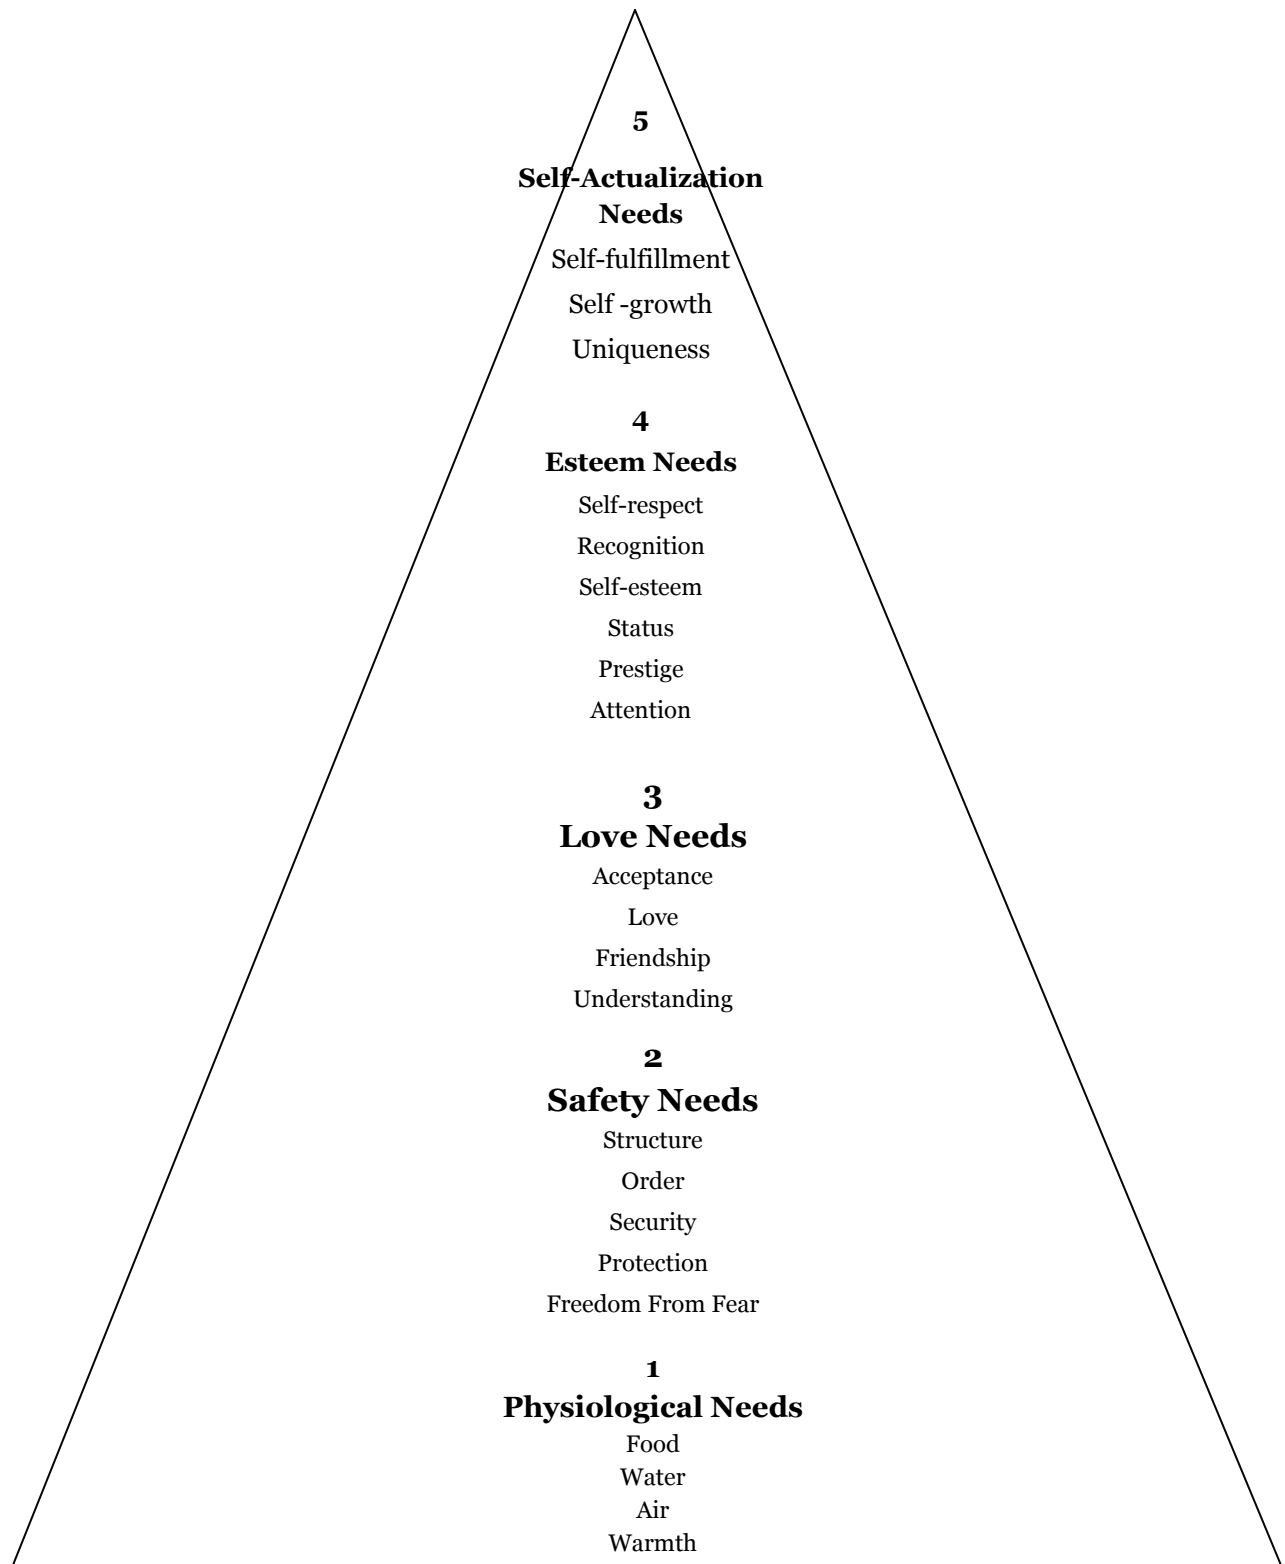 5
Self-Actualization
Needs
Self-fulfillment
Self -growth
Uniqueness
4
Esteem Needs
Self-respect
Recognition
Self-esteem
Status
Prestige
Attention
3
Love Needs
Acceptance
Love
Friendship
Understanding
2
Safety Needs
Structure
Order
Security
Protection
Freedom From Fear
1
Physiological Needs
Food
Water
Air
Warmth